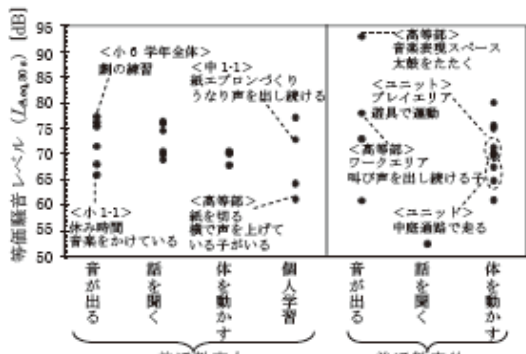 等価騒音レベル (LAeq,30s) [dB]
95
90
85
80
75
70
65
60
55
50
<小6 学年全体>
劇の練習
<中1-1>
紙エプロンづくり
うなり声を出し続ける
<小1-1>
休み時間
音楽をかけている
<高等部>
紙を切る
横で声を上げて
いる子がいる
<高等部>
音楽表現スペース
太鼓をたたく
<ユニット>
プレイエリア
道具で運動
<高等部>
ワークエリア
叫び声を出し続ける子
<ユニット>
中庭通路で走る
音が出る
話を聞く
体を動かす
個人学習
音が出る
話を聞く
体を動かす